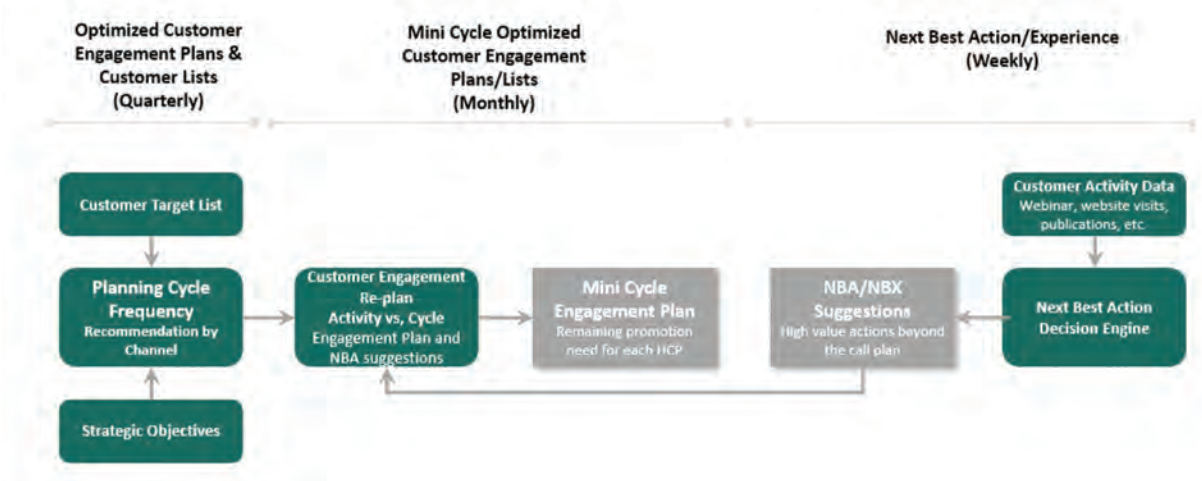 Optimized Customer
Engagement Plans &
Customer Lists
(Quarterly)
Mini Cycle Optimized
Customer Engagement
Plans/Lists
(Monthly)
Next Best Action/Experience
(Weekly)
Customer Target List
Planning Cycle
Frequency
Recommendation by
Channel
Strategic Objectives
Customer Engagement
Re-plan
Activity vs, Cycle
Engagement Plan and
NBA suggestions
Mini Cycle
Engagement Plan
Remaining promotion
need for each HCP
NBA/NBX
Suggestions
High value actions beyond
the call plan
Customer Activity Data
Webinar, website visits,
publications, etc.
Next Best Action
Decision Engine